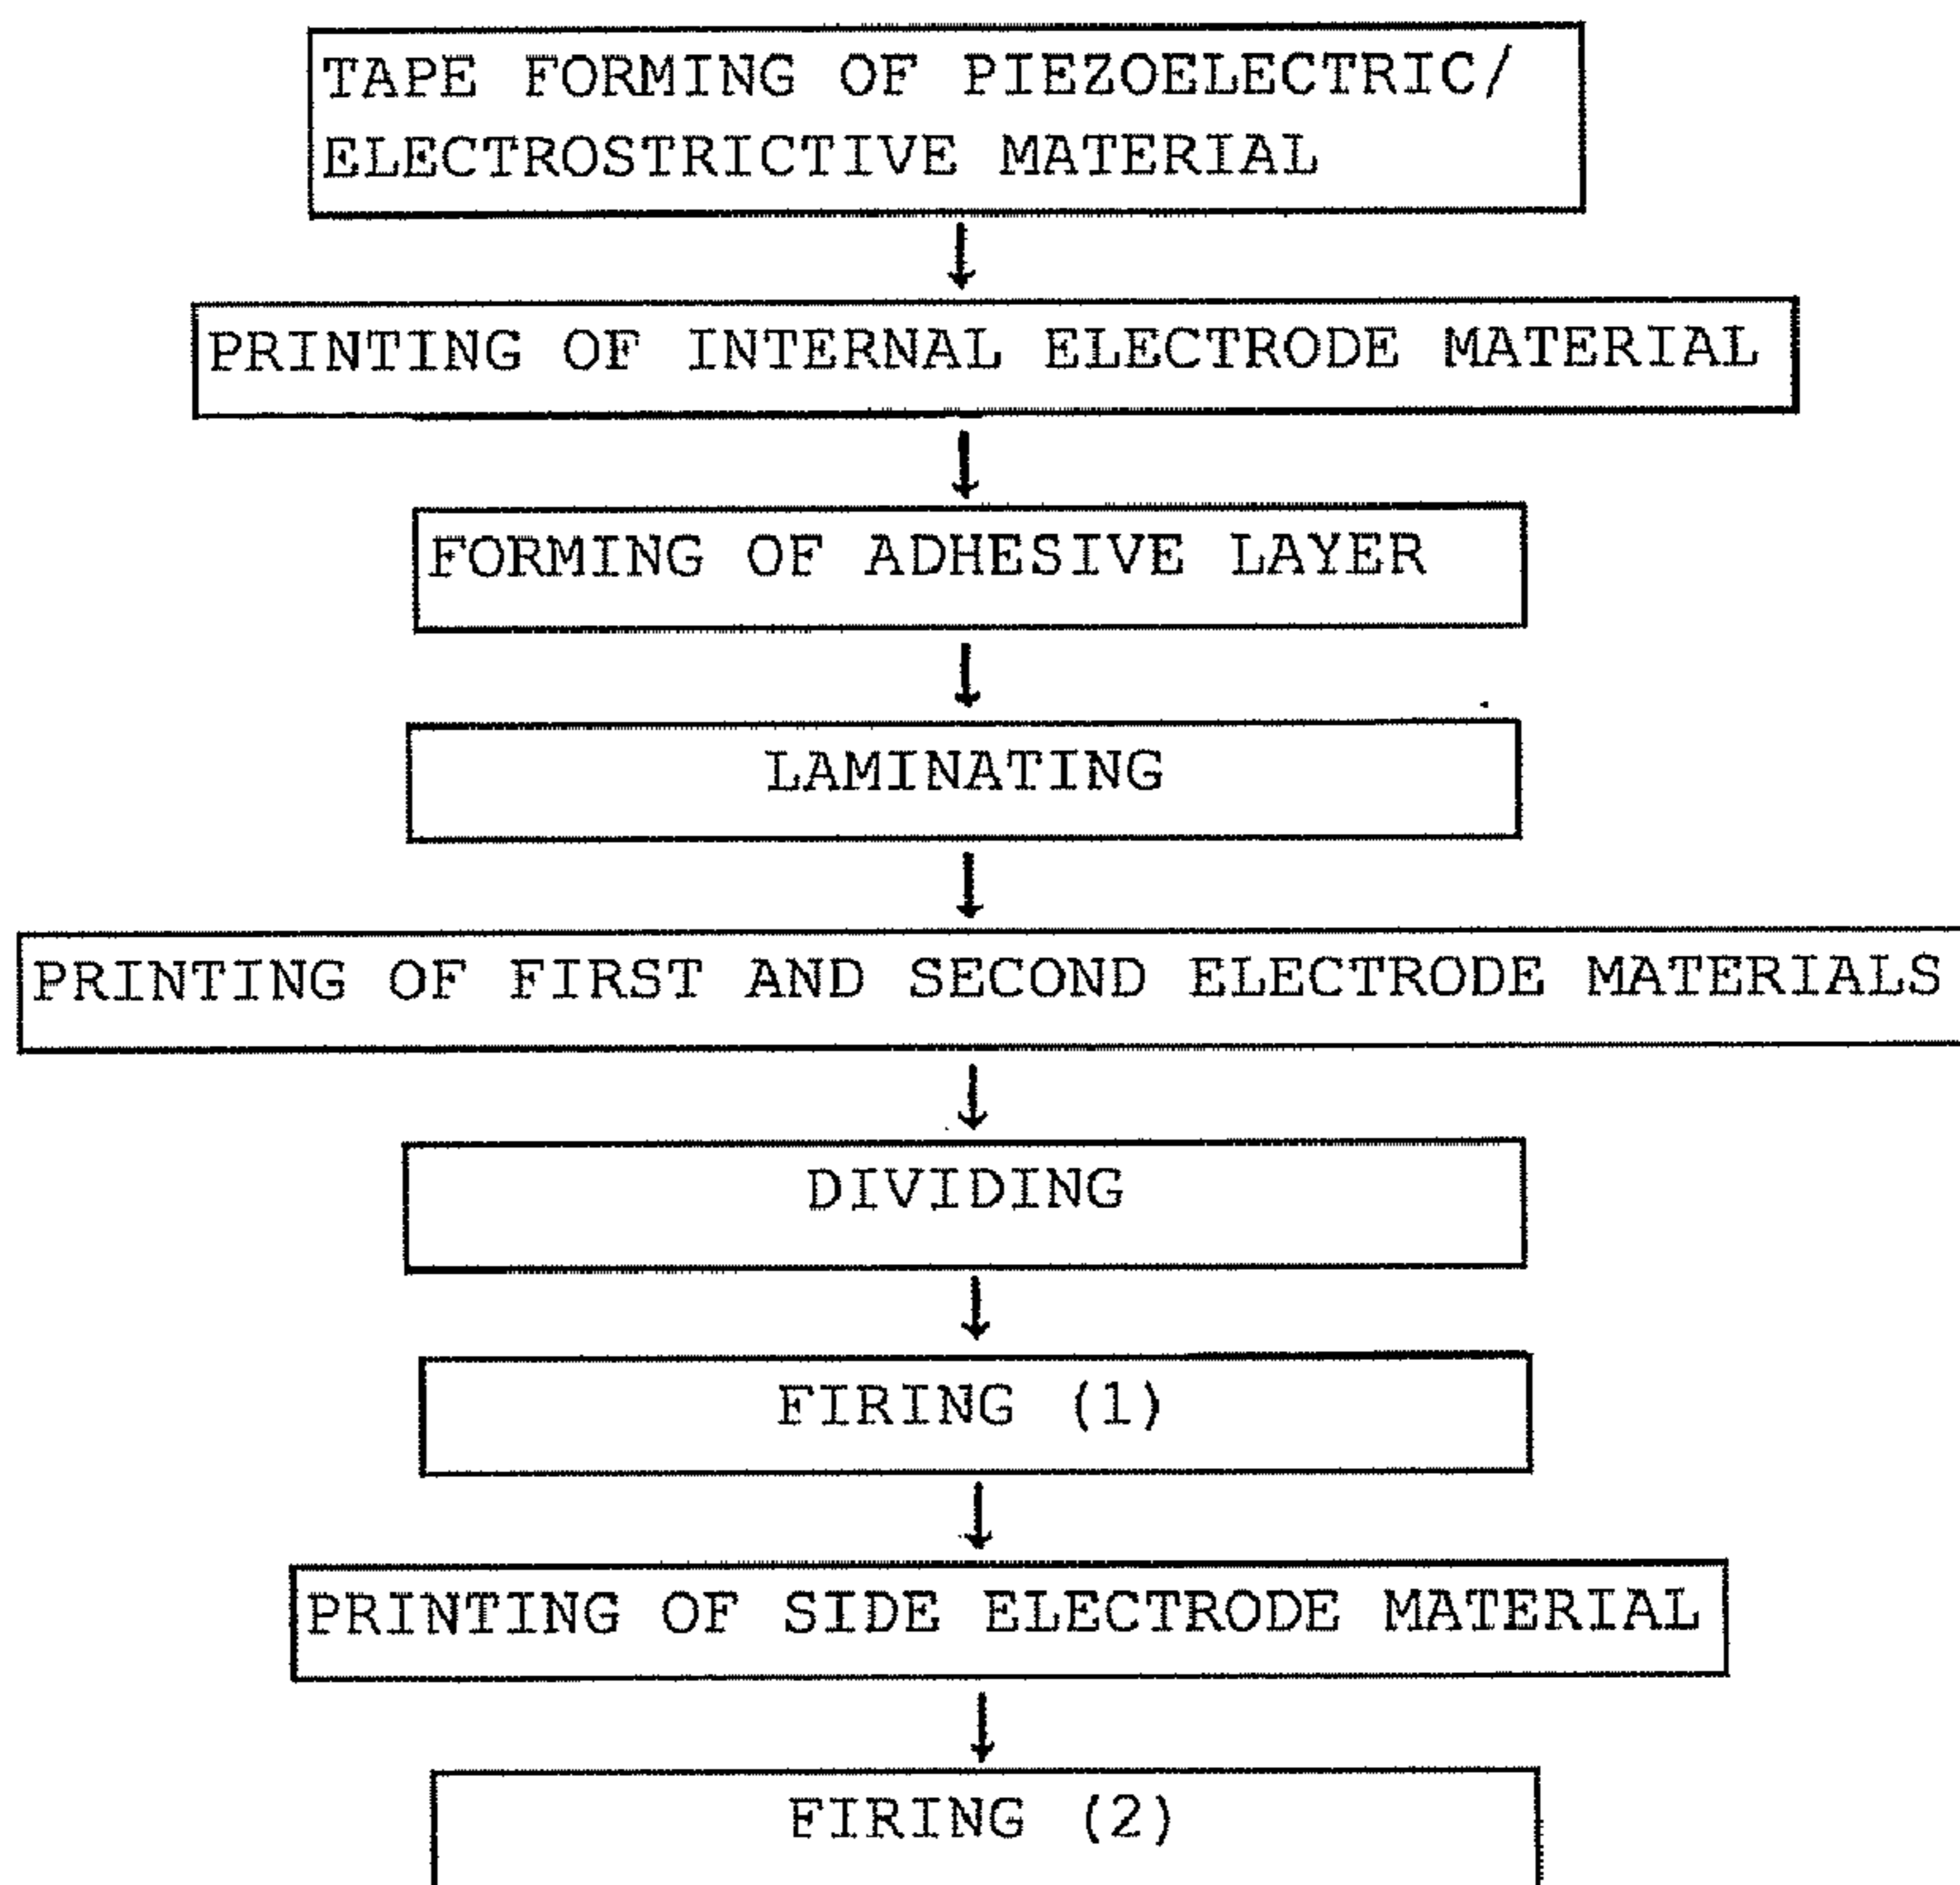 TAPE FORMING OF PIEZOELECTRIC/
ELECTROSTRICTIVE MATERIAL
PRINTING OF INTERNAL ELECTRODE MATERIAL
FORMING OF ADHESIVE LAYER
LAMINATING
PRINTING OF FIRST AND SECOND ELECTRODE MATERIALS
DIVIDING
FIRING (1)
PRINTING OF SIDE ELECTRODE MATERIAL
FIRING (2)